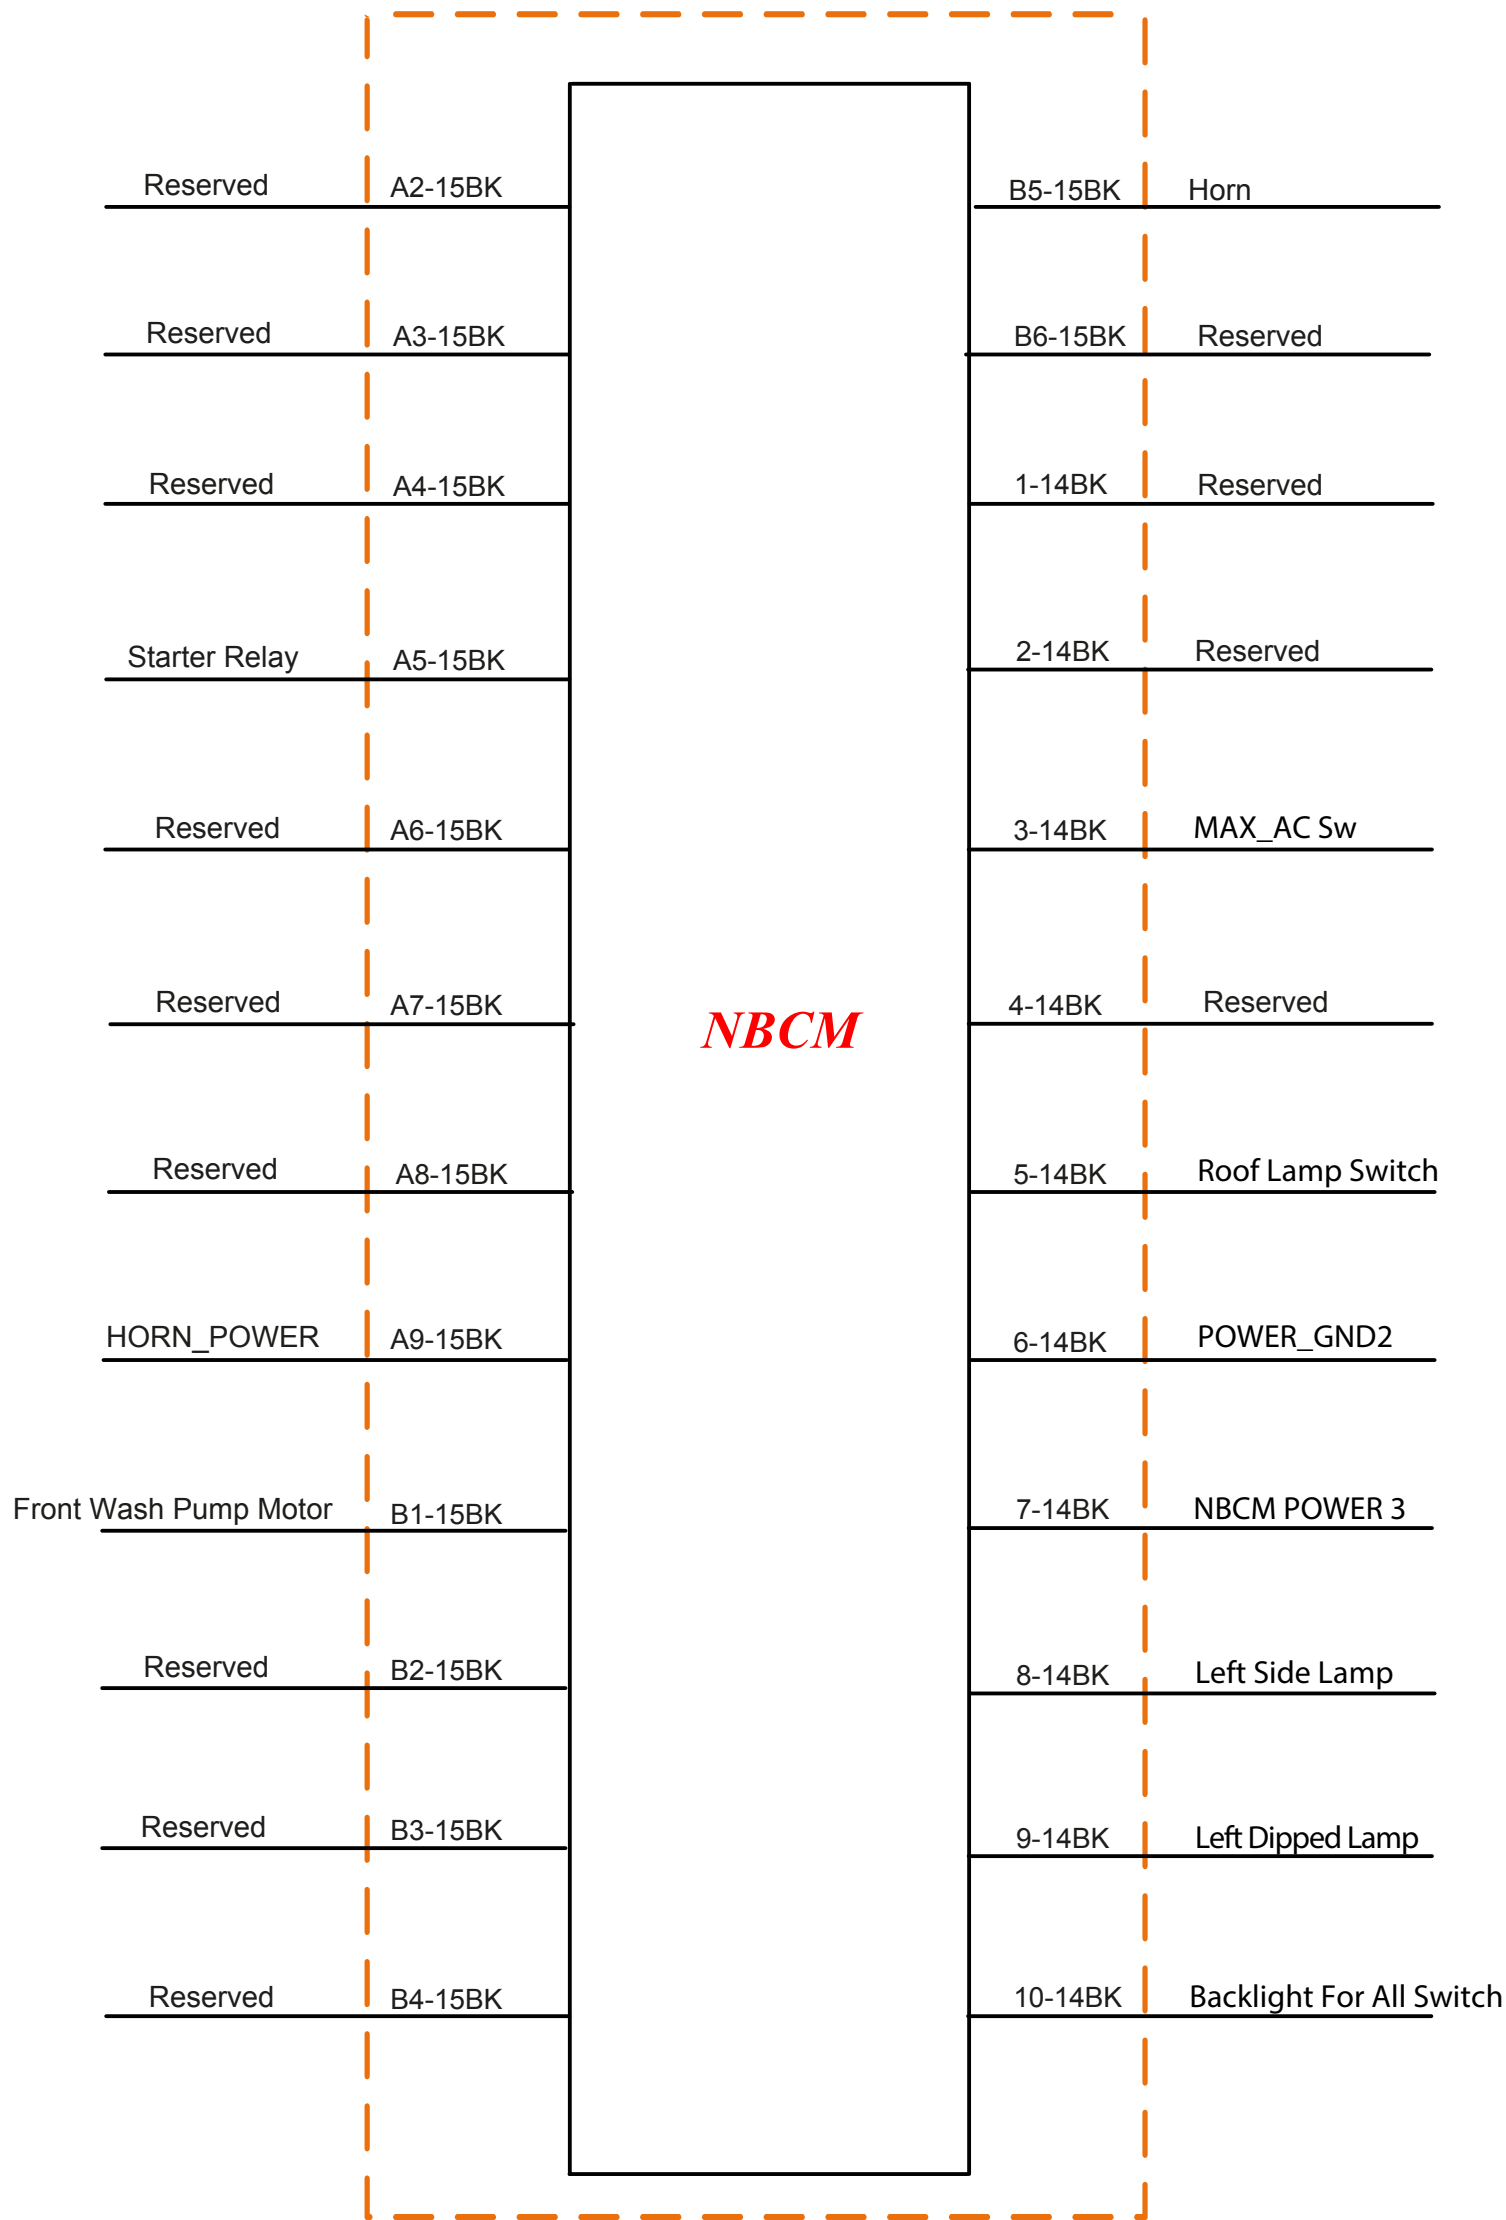 Reserved A2-15BK B5-15BK Horn
Reserved A3-15BK B6-15BK Reserved
Reserved A4-15BK 1-14BK Reserved
Starter Relay A5-15BK 2-14BK Reserved
Reserved A6-15BK 3-14BK MAX_AC Sw
Reserved A7-15BK NBCM 4-14BK Reserved
Reserved A8-15BK 5-14BK Roof Lamp Switch
HORN_POWER A9-15BK 6-14BK POWER_GND2
Front Wash Pump Motor B1-15BK 7-14BK NBCM POWER 3
Reserved B2-15BK 8-14BK Left Side Lamp
Reserved B3-15BK 9-14BK Left Dipped Lamp
Reserved B4-15BK 10-14BK Backlight For All Switch